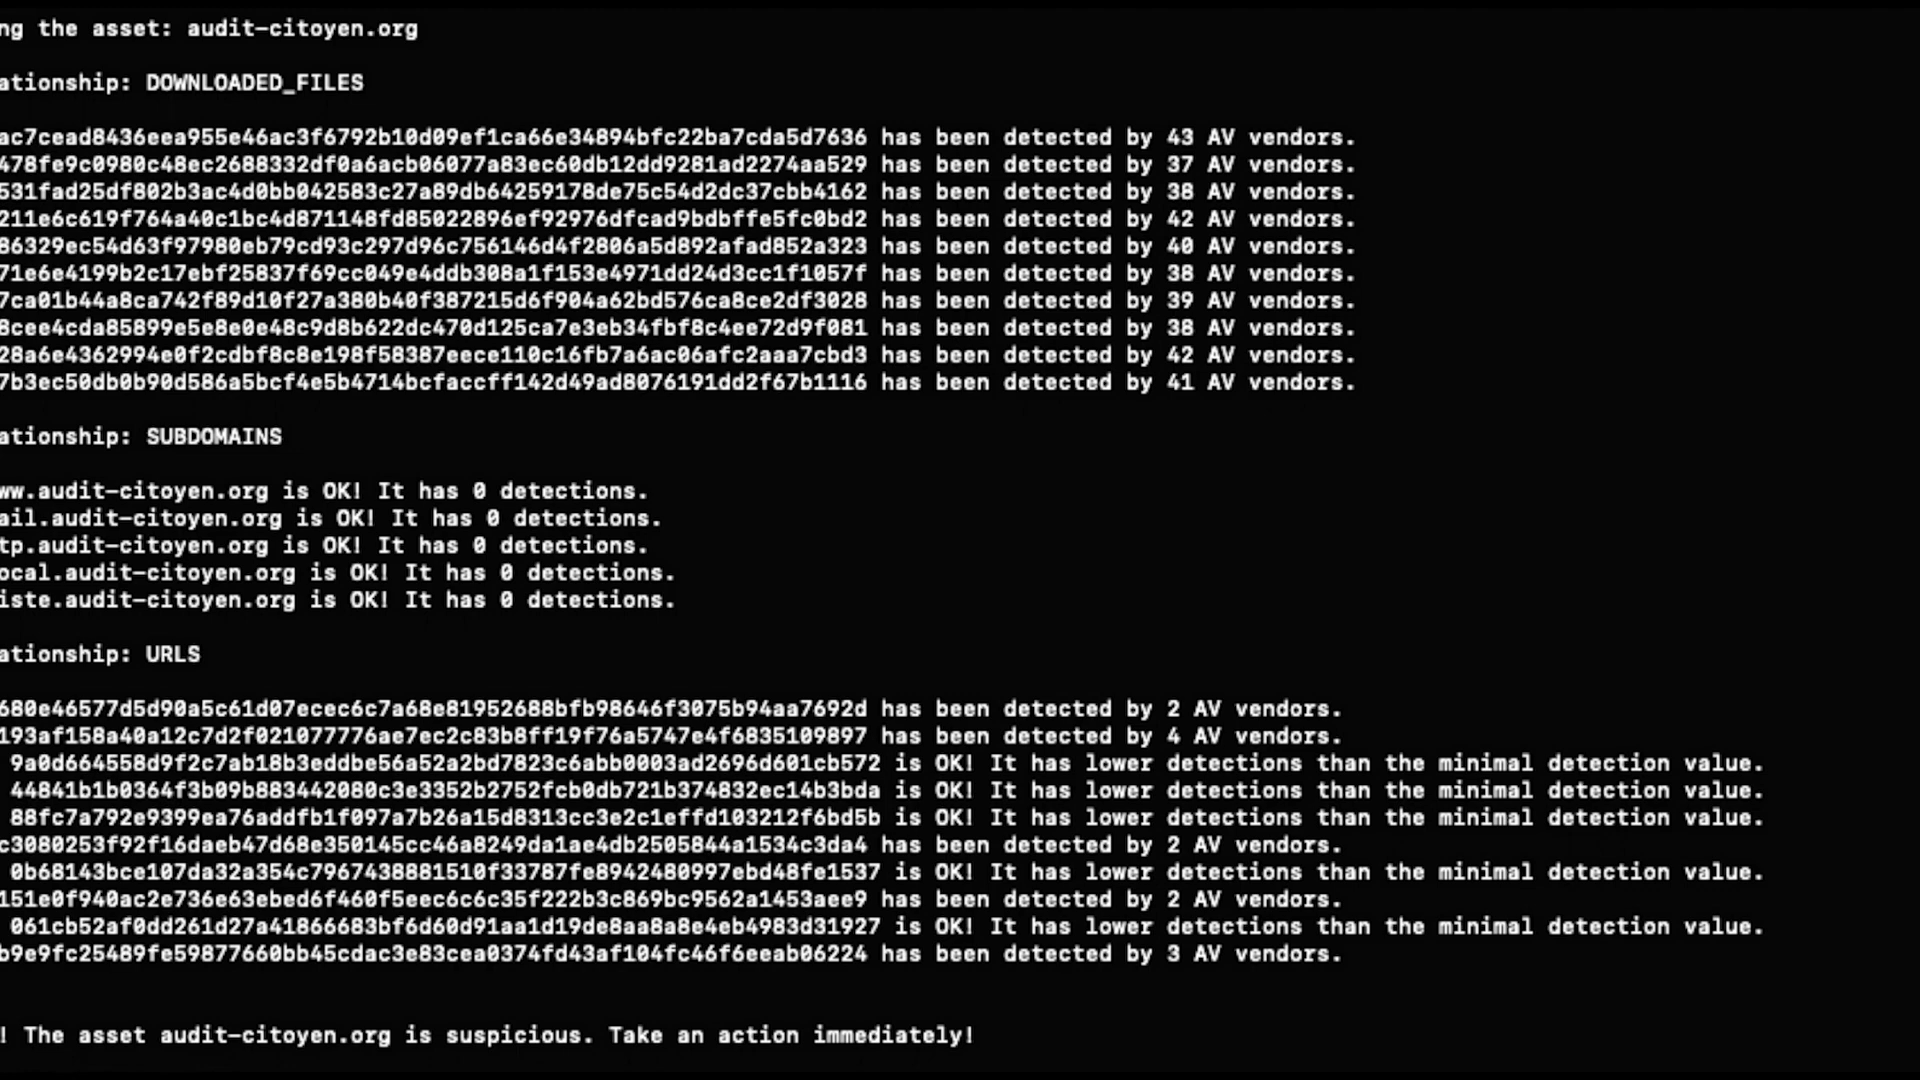 ng the asset: audit-citoyen.org
ationship: DOWNLOADED_FILES
ac7cead8436eea955e46ac3f6792b10d09ef1ca66e34894bfc22ba7cda5d7636 has been detected by 43 AV vendors.
478fe9c0980c48ec2688332df0a6acb06077a83ec60db12dd9281ad2274aa529 has been detected by 37 AV vendors.
531fad25df802b3ac4d0bb042583c27a89db64259178de75c54d2dc37cbb4162 has been detected by 38 AV vendors.
211e6c619f764a40c1bc4d871148fd85022896ef92976dfcad9bdbffe5fc0bd2 has been detected by 42 AV vendors.
86329ec54d63f97980eb79cd93c297d96c756146d4f2806a5d892afad852a323 has been detected by 40 AV vendors.
71e6e4199b2c17ebf25837f69cc049e4ddb308a1f153e4971dd24d3cc1f1057f has been detected by 38 AV vendors.
7ca01b44a8ca742f89d10f27a380b40f387215d6f904a62bd576ca8ce2df3028 has been detected by 39 AV vendors.
8cee4cda85899e5e8e0e48c9d8b622dc470d125ca7e3eb34fbf8c4ee72d9f081 has been detected by 38 AV vendors.
28a6e4362994e0f2cdbf8c8e198f58387eece110c16fb7a6ac06afc2aaa7cbd3 has been detected by 42 AV vendors.
7b3ec50db0b90d586a5bcf4e5b4714bcfaccff142d49ad8076191dd2f67b1116 has been detected by 41 AV vendors.
ationship: SUBDOMAINS
ww.audit-citoyen.org is OK! It has 0 detections.
ail.audit-citoyen.org is OK! It has 0 detections.
tp.audit-citoyen.org is OK! It has 0 detections.
ocal.audit-citoyen.org is OK! It has 0 detections.
iste.audit-citoyen.org is OK! It has 0 detections.
ationship: URLS
680e46577d5d90a5c61d07ecec6c7a68e81952688bfb98646f3075b94aa7692d has been detected by 2 AV vendors.
193af158a40a12c7d2f021077776ae7ec2c83b8ff19f76a5747e4f6835109897 has been detected by 4 AV vendors.
9a0d664558d9f2c7ab18b3eddbe56a52a2bd7823c6abb0003ad2696d601cb572 is OK! It has lower detections than the minimal detection value.
44841b1b0364f3b09b883442080c3e3352b2752fcb0db721b374832ec14b3bda is OK! It has lower detections than the minimal detection value.
88fc7a792e9399ea76addfb1f097a7b26a15d8313cc3e2c1effd103212f6bd5b is OK! It has lower detections than the minimal detection value.
c3080253f92f16daeb47d68e350145cc46a8249da1ae4db2505844a1534c3da4 has been detected by 2 AV vendors.
0b68143bce107da32a354c7967438881510f33787fe8942480997ebd48fe1537 is OK! It has lower detections than the minimal detection value.
151e0f940ac2e736e63ebed6f460f5eec6c6c35f222b3c869bc9562a1453aee9 has been detected by 2 AV vendors.
061cb52af0dd261d27a41866683bf6d60d91aa1d19de8aa8a8e4eb4983d31927 is OK! It has lower detections than the minimal detection value.
b9e9fc25489fe59877660bb45cdac3e83cea0374fd43af104fc46f6eeab06224 has been detected by 3 AV vendors.
! The asset audit-citoyen.org is suspicious. Take an action immediately!